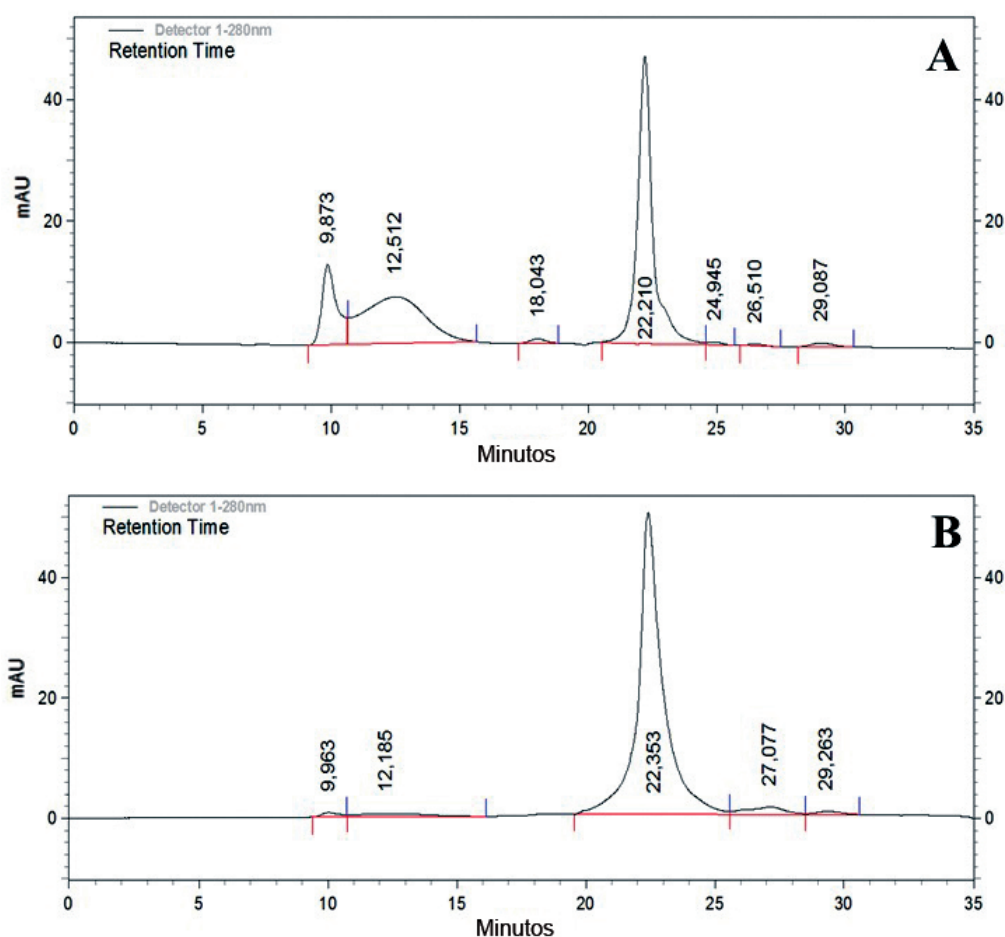 Detector 1-280nm
Retention Time
A
mAU
40
20
0
40
20
0
9,873
12,512
18,043
22,210
24,945
26,510
29,087
0 5 10 15 20 25 30 35
Minutos
Detector 1-280nm
Retention Time
B
mAU
40
20
0
40
20
0
9,963
12,185
22,353
27,077
29,263
0 5 10 15 20 25 30 35
Minutos